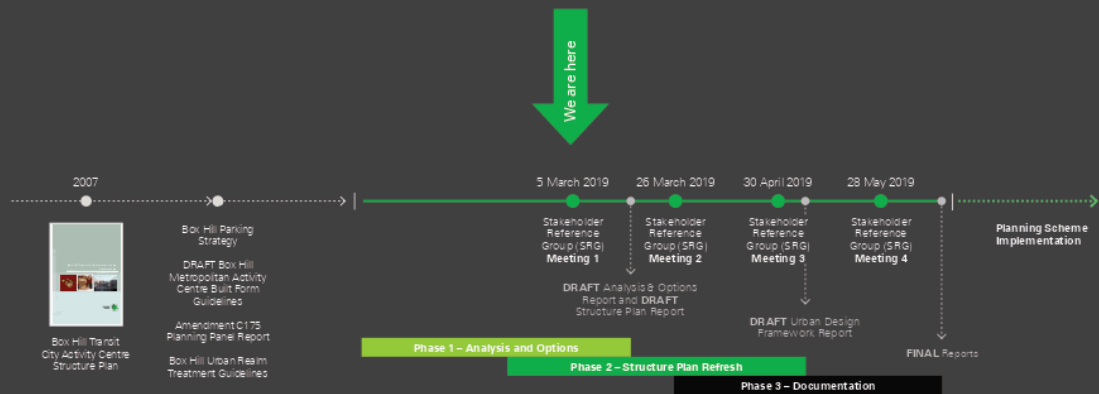 We are here
2007
5 March 2019
26 March 2019
30 April 2019
28 May 2019
Box Hill Transit
City Activity Centre
Structure Plan
Box Hill Parking
Strategy
DRAFT Box Hill
Metropolitan Activity
Centre Built Form
Guidelines
Amendment C175
Planning Panel Report
Box Hill Urban Realm
Treatment Guidelines
Stakeholder
Reference
Group (SRG)
Meeting 1
Stakeholder
Reference
Group (SRG)
Meeting 2
Stakeholder
Reference
Group (SRG)
Meeting 3
Stakeholder
Reference
Group (SRG)
Meeting 4
Planning Scheme
Implementation
DRAFT Analysis & Options
Report and DRAFT
Structure Plan Report
DRAFT Urban Design
Framework Report
FINAL Reports
Phase 1 – Analysis and Options
Phase 2 – Structure Plan Refresh
Phase 3 – Documentation